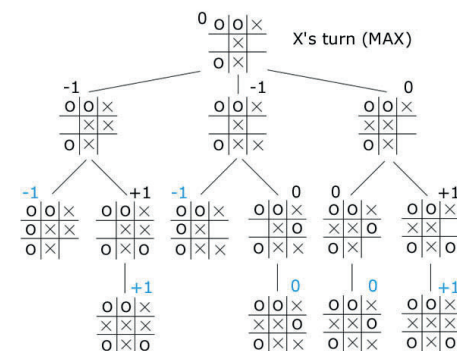 0
O O ×
×
O ×
X's turn (MAX)
-1 -1 0
O O × O O × O O ×
× × × × ×
O × O × O ×
-1 +1 -1 0 0 +1
O O × O O × O O × O O × O O × O O ×
O × × × × O × × O × × O × ×
O × O × O O × O × O × O × O
+1 0 0 +1
O O × O O × O O × O O ×
× × × × × O × × O × × ×
O × O O × × O × × O × O